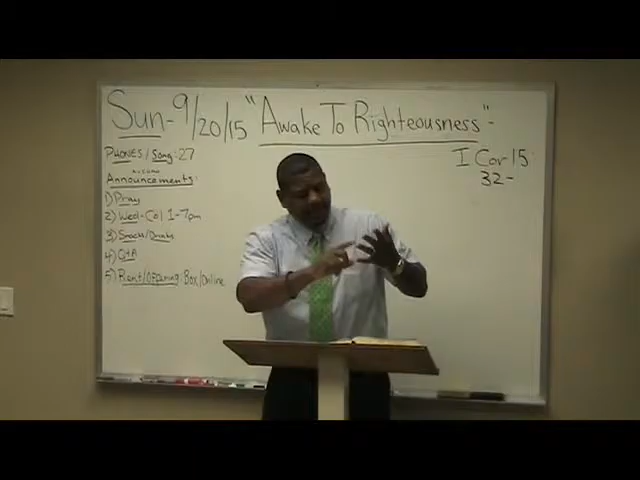 Sun-9/20/15 "Awake To Righteousness"-
PHONES/Song: 27
I Cor 15:
32-
Announcements:
1) Pray
2) Wed-Col 1-7pm
3) Snacks/Drinks
4) Q+A
5) Rent/Offering: Box/Online